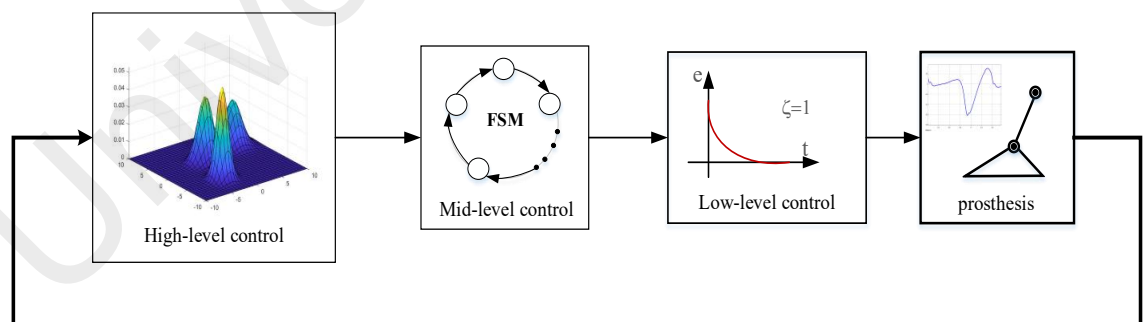 Unive
0.05
0.04
0.03
0.02
0.01
0
10
5
0
-5
-10
-10
-5
0
5
10
High-level control
FSM
Mid-level control
e
ζ=1
t
Low-level control
prosthesis